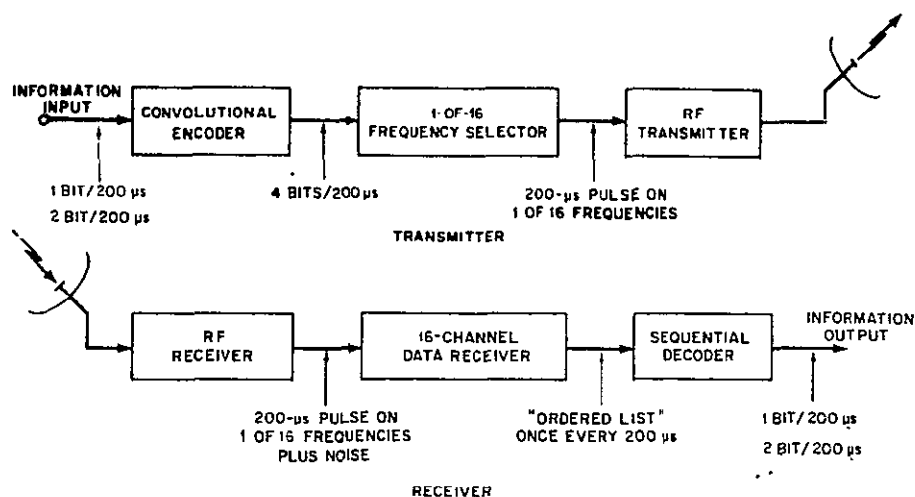 INFORMATION
INPUT
CONVOLUTIONAL
ENCODER
1-OF-16
FREQUENCY SELECTOR
RF
TRANSMITTER
1 BIT/200 µs
2 BIT/200 µs
4 BITS/200 µs
200-µs PULSE ON
1 OF 16 FREQUENCIES
TRANSMITTER
RF
RECEIVER
16-CHANNEL
DATA RECEIVER
SEQUENTIAL
DECODER
INFORMATION
OUTPUT
200-µs PULSE ON
1 OF 16 FREQUENCIES
PLUS NOISE
"ORDERED LIST"
ONCE EVERY 200 µs
1 BIT/200 µs
2 BIT/200 µs
RECEIVER